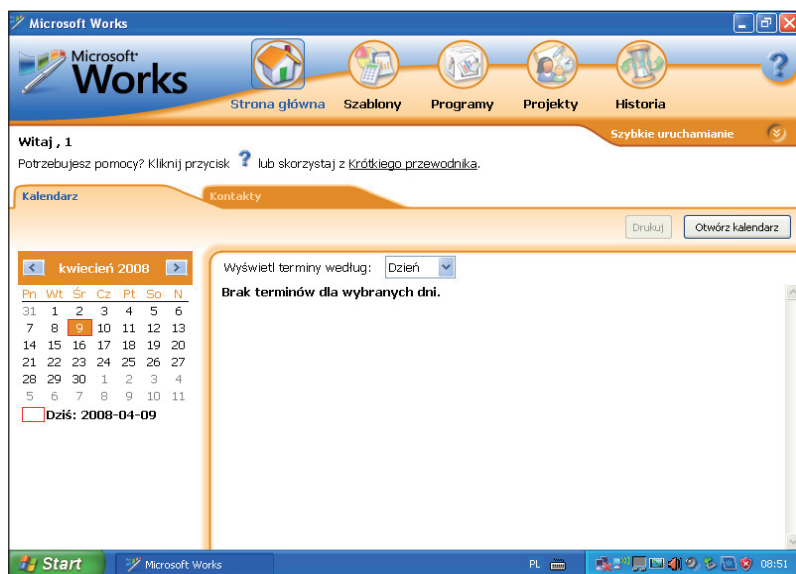 Microsoft Works
Microsoft®
Works
Strona główna Szablony Programy Projekty Historia
?
Szybkie uruchamianie
Witaj , 1
Potrzebujesz pomocy? Kliknij przycisk ? lub skorzystaj z Krótkiego przewodnika.
Kalendarz Kontakty
Drukuj Otwórz kalendarz
kwiecień 2008
Wyświetl terminy według: Dzień
Brak terminów dla wybranych dni.
Pn Wt Śr Cz Pt So N
31 1 2 3 4 5 6
7 8 9 10 11 12 13
14 15 16 17 18 19 20
21 22 23 24 25 26 27
28 29 30 1 2 3 4
5 6 7 8 9 10 11
Dziś: 2008-04-09
Start Microsoft Works PL 08:51